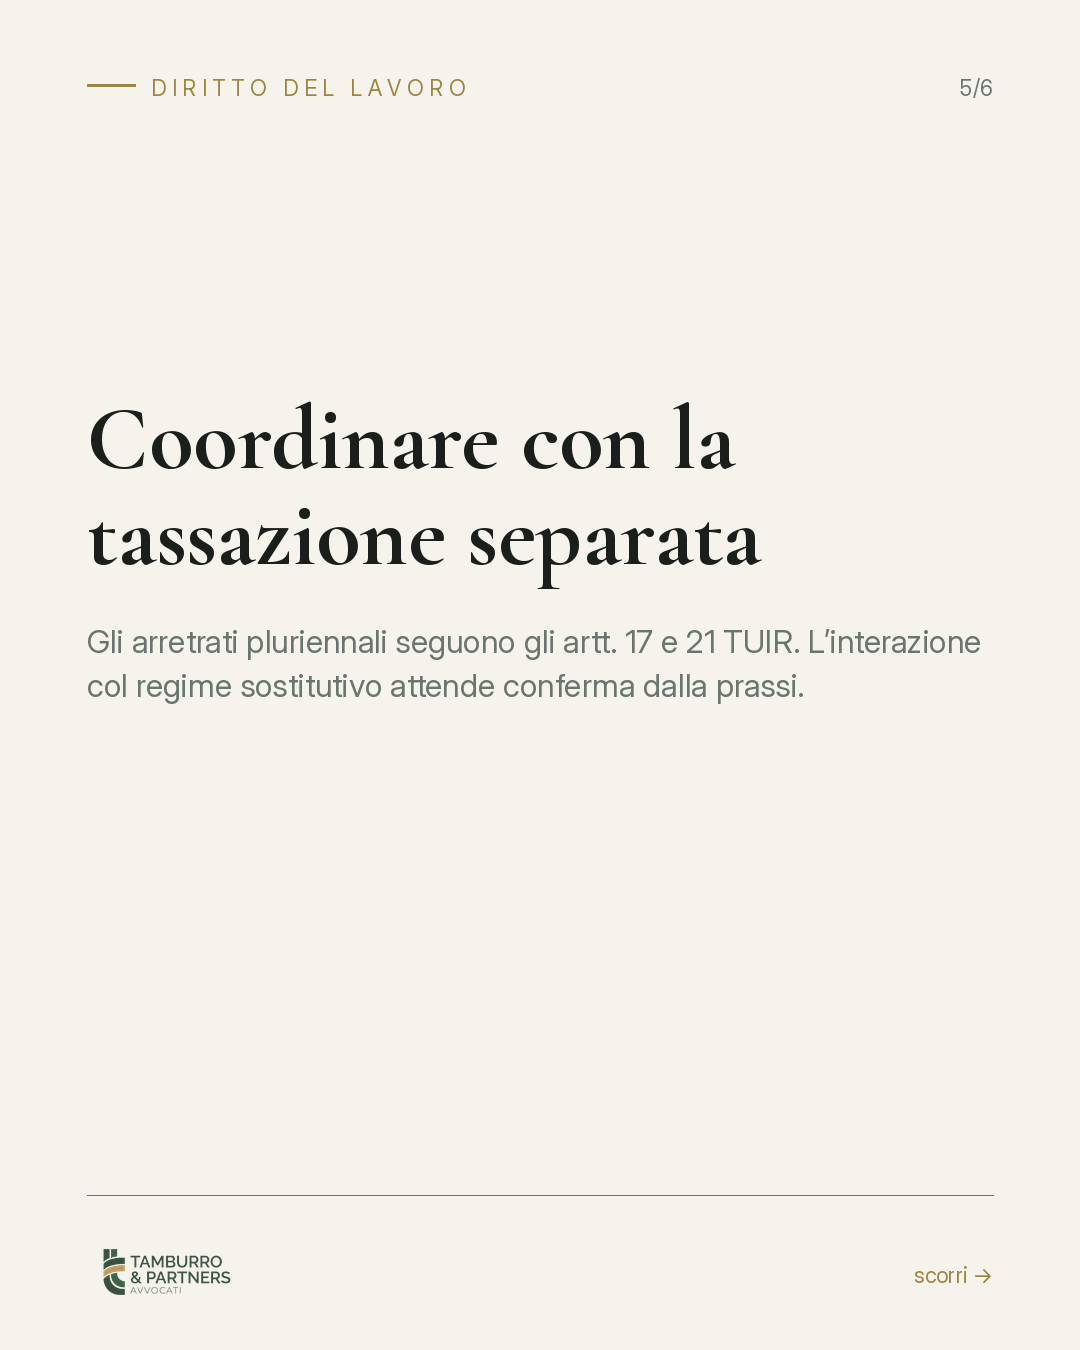 DIRITTO DEL LAVORO
5/6
Coordinare con la
tassazione separata
Gli arretrati pluriennali seguono gli artt. 17 e 21 TUIR. L’interazione
col regime sostitutivo attende conferma dalla prassi.
TAMBURRO
& PARTNERS
AVVOCATI
scorri →